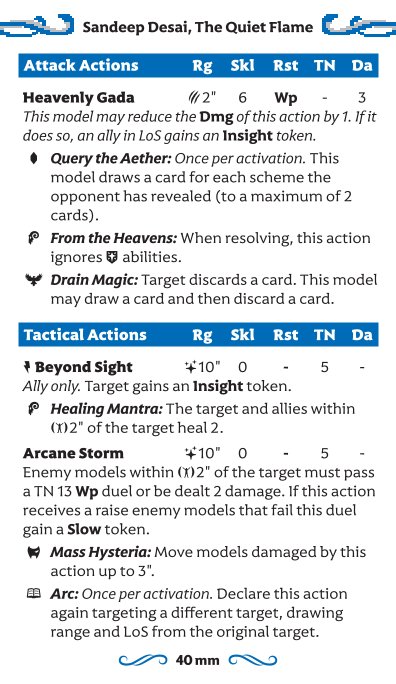 Sandeep Desai, The Quiet Flame
Attack Actions Rg Skl Rst TN Da
Heavenly Gada 2" 6 Wp - 3
This model may reduce the Dmg of this action by 1. If it
does so, an ally in LoS gains an Insight token.
Query the Aether: Once per activation. This
model draws a card for each scheme the
opponent has revealed (to a maximum of 2
cards).
From the Heavens: When resolving, this action
ignores abilities.
Drain Magic: Target discards a card. This model
may draw a card and then discard a card.
Tactical Actions Rg Skl Rst TN Da
Beyond Sight 10" 0 - 5 -
Ally only. Target gains an Insight token.
Healing Mantra: The target and allies within
2" of the target heal 2.
Arcane Storm 10" 0 - 5 -
Enemy models within 2" of the target must pass
a TN 13 Wp duel or be dealt 2 damage. If this action
receives a raise enemy models that fail this duel
gain a Slow token.
Mass Hysteria: Move models damaged by this
action up to 3".
Arc: Once per activation. Declare this action
again targeting a different target, drawing
range and LoS from the original target.
40 mm